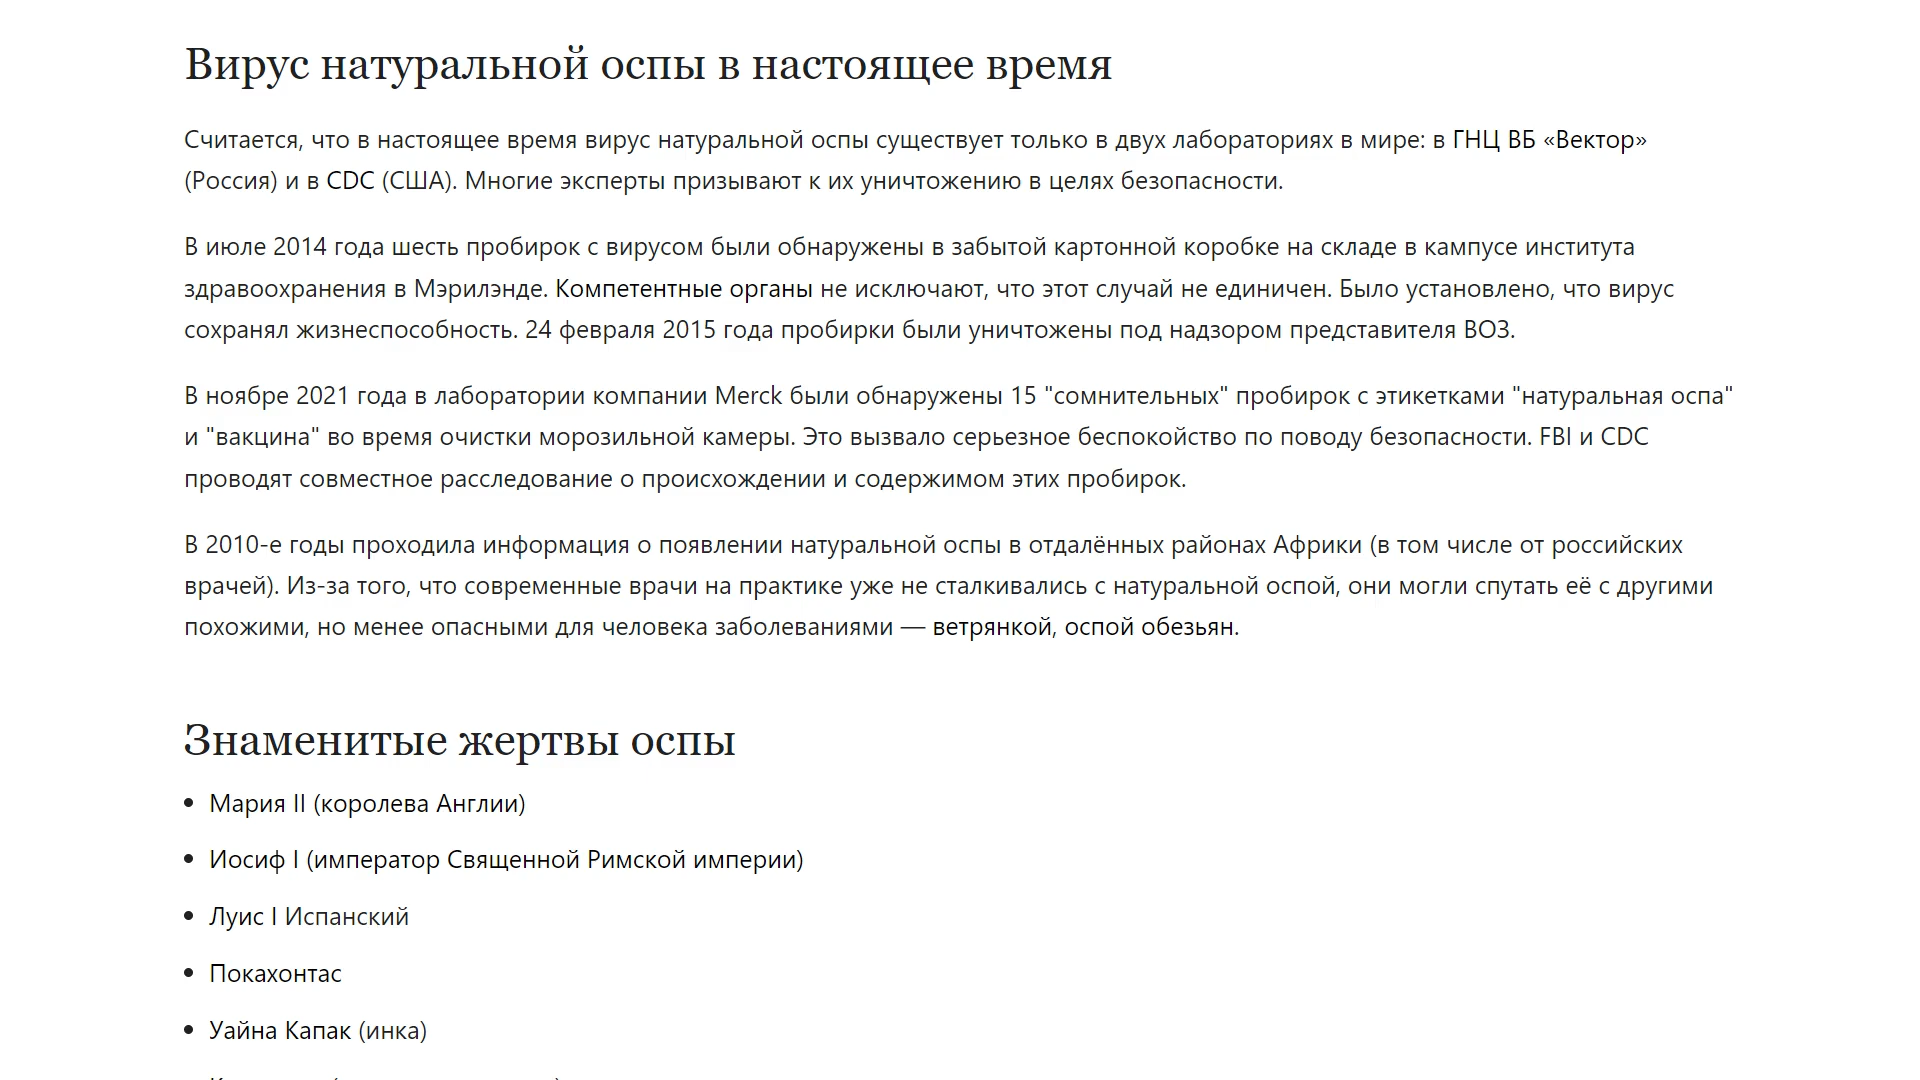 Вирус натуральной оспы в настоящее время
Считается, что в настоящее время вирус натуральной оспы существует только в двух лабораториях в мире: в ГНЦ ВБ «Вектор»
(Россия) и в CDC (США). Многие эксперты призывают к их уничтожению в целях безопасности.
В июле 2014 года шесть пробирок с вирусом были обнаружены в забытой картонной коробке на складе в кампусе института
здравоохранения в Мэрилэнде. Компетентные органы не исключают, что этот случай не единичен. Было установлено, что вирус
сохранял жизнеспособность. 24 февраля 2015 года пробирки были уничтожены под надзором представителя ВОЗ.
В ноябре 2021 года в лаборатории компании Merck были обнаружены 15 "сомнительных" пробирок с этикетками "натуральная оспа"
и "вакцина" во время очистки морозильной камеры. Это вызвало серьезное беспокойство по поводу безопасности. FBI и CDC
проводят совместное расследование о происхождении и содержимом этих пробирок.
В 2010-е годы проходила информация о появлении натуральной оспы в отдалённых районах Африки (в том числе от российских
врачей). Из-за того, что современные врачи на практике уже не сталкивались с натуральной оспой, они могли спутать её с другими
похожими, но менее опасными для человека заболеваниями — ветрянкой, оспой обезьян.
Знаменитые жертвы оспы
• Мария II (королева Англии)
• Иосиф I (император Священной Римской империи)
• Луис I Испанский
• Покахонтас
• Уайна Капак (инка)